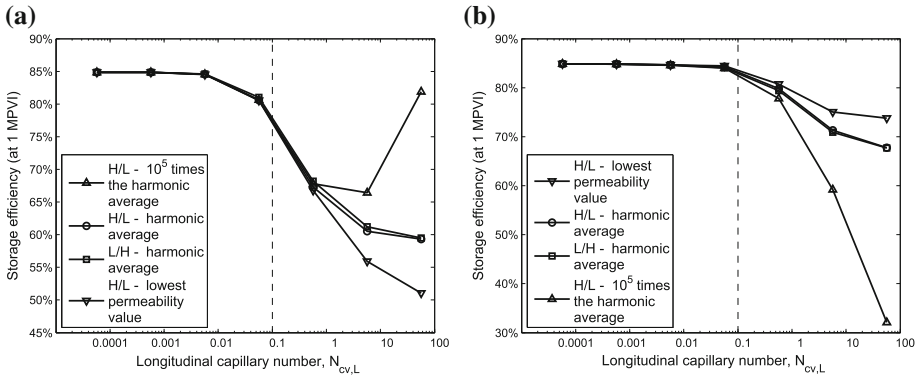 (a)
90%
85%
80%
75%
70%
65%
60%
55%
50%
45%
Storage efficiency (at 1 MPVI)
H/L - 10⁵ times
the harmonic
average
H/L - harmonic
average
L/H - harmonic
average
H/L - lowest
permeability
value
0.0001
0.001
0.01
0.1
1
10
100
Longitudinal capillary number, N_cv,L
(b)
90%
80%
70%
60%
50%
40%
30%
Storage efficiency (at 1 MPVI)
H/L - lowest
permeability
value
H/L - harmonic
average
L/H - harmonic
average
H/L - 10⁵ times
the harmonic
average
0.0001
0.001
0.01
0.1
1
10
100
Longitudinal capillary number, N_cv,L